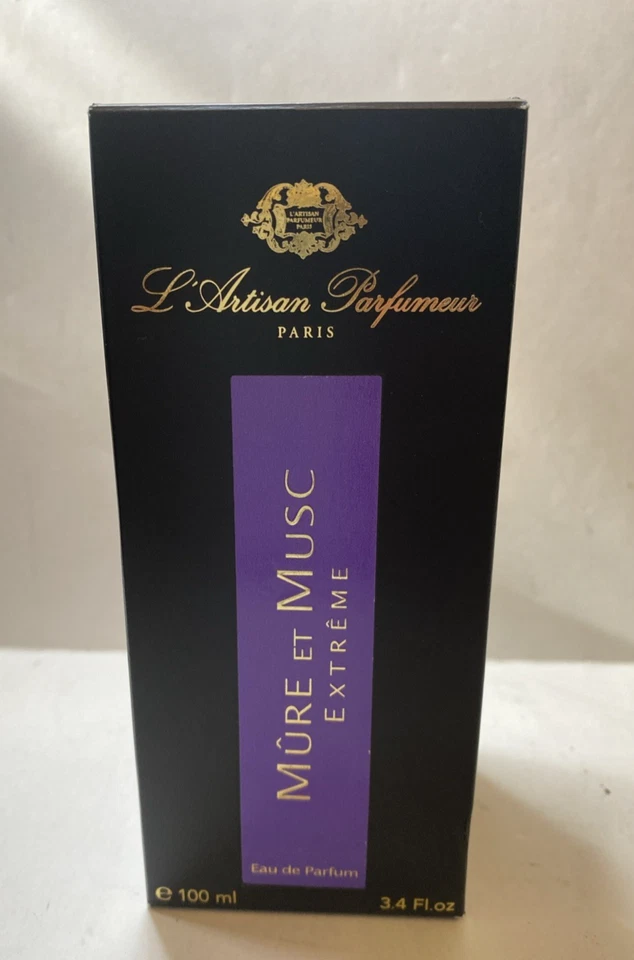 L'ARTISAN
PARFUMEUR
PARIS
L'Artisan Parfumeur
PARIS
MÛRE ET MUSC
EXTRÊME
Eau de Parfum
℮ 100 ml
3.4 Fl.oz